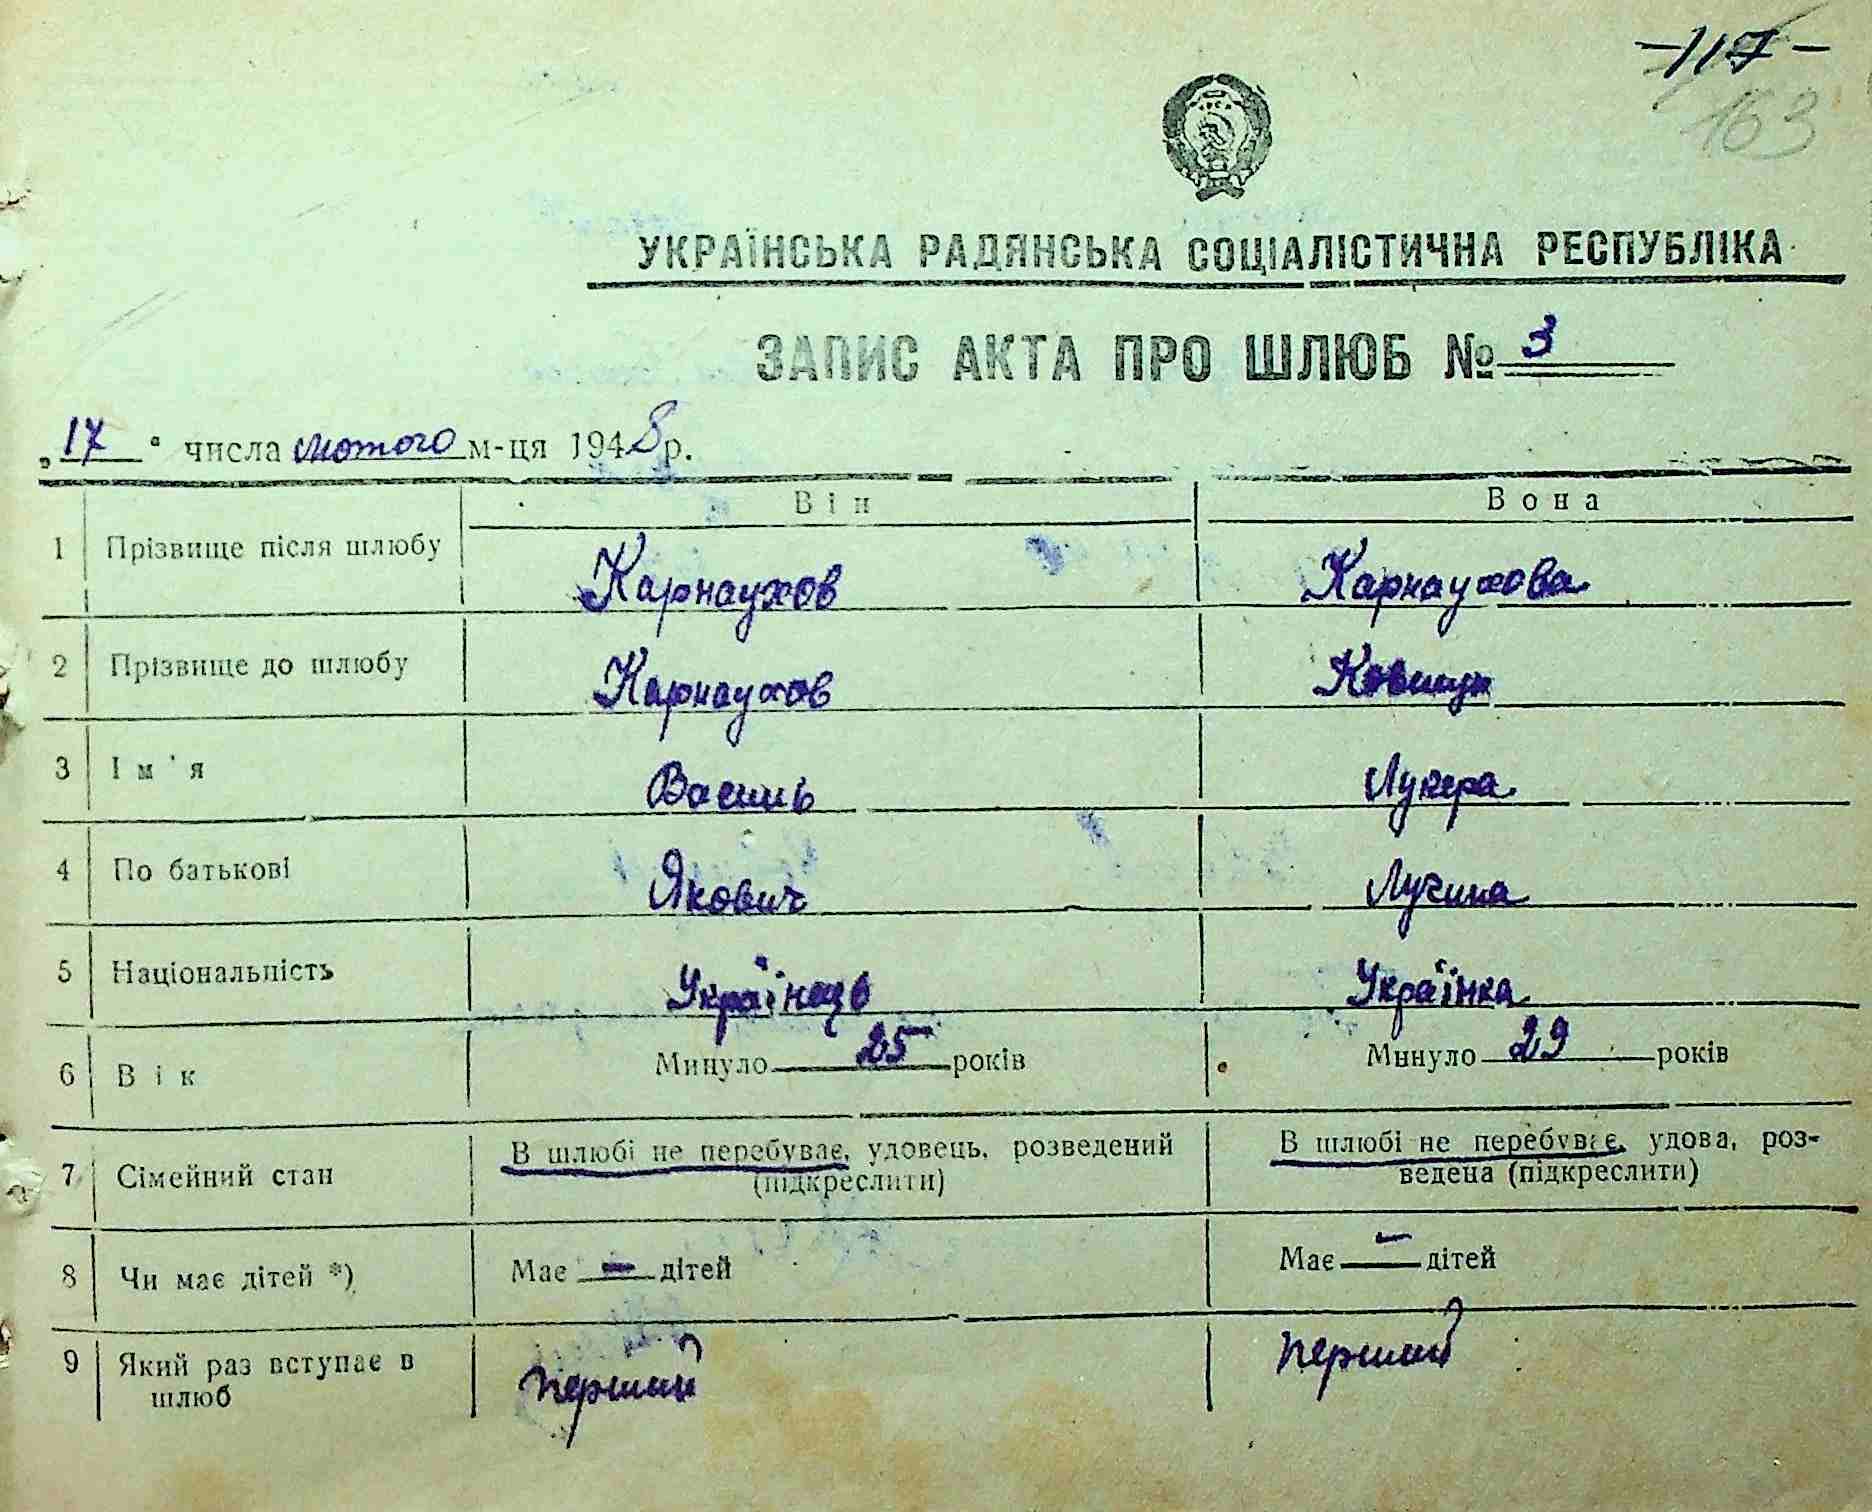 -117-
163
УКРАЇНСЬКА РАДЯНСЬКА СОЦІАЛІСТИЧНА РЕСПУБЛІКА
ЗАПИС АКТА ПРО ШЛЮБ № 3
„17" числа лютого м-ця 1948 р.
Він Вона
1 Прізвище після шлюбу Карнаухов Карнаухова
2 Прізвище до шлюбу Карнаухов
3 Ім'я Василь Лукера
4 По батькові Якович
5 Національність Українець Українка
6 Вік Минуло 25 років Минуло 29 років
7 Сімейний стан В шлюбі не перебуває, удовець, розведений (підкреслити) В шлюбі не перебуває, удова, роз-
ведена (підкреслити)
8 Чи має дітей *) Має — дітей Має — дітей
9 Який раз вступає в шлюб перший перший